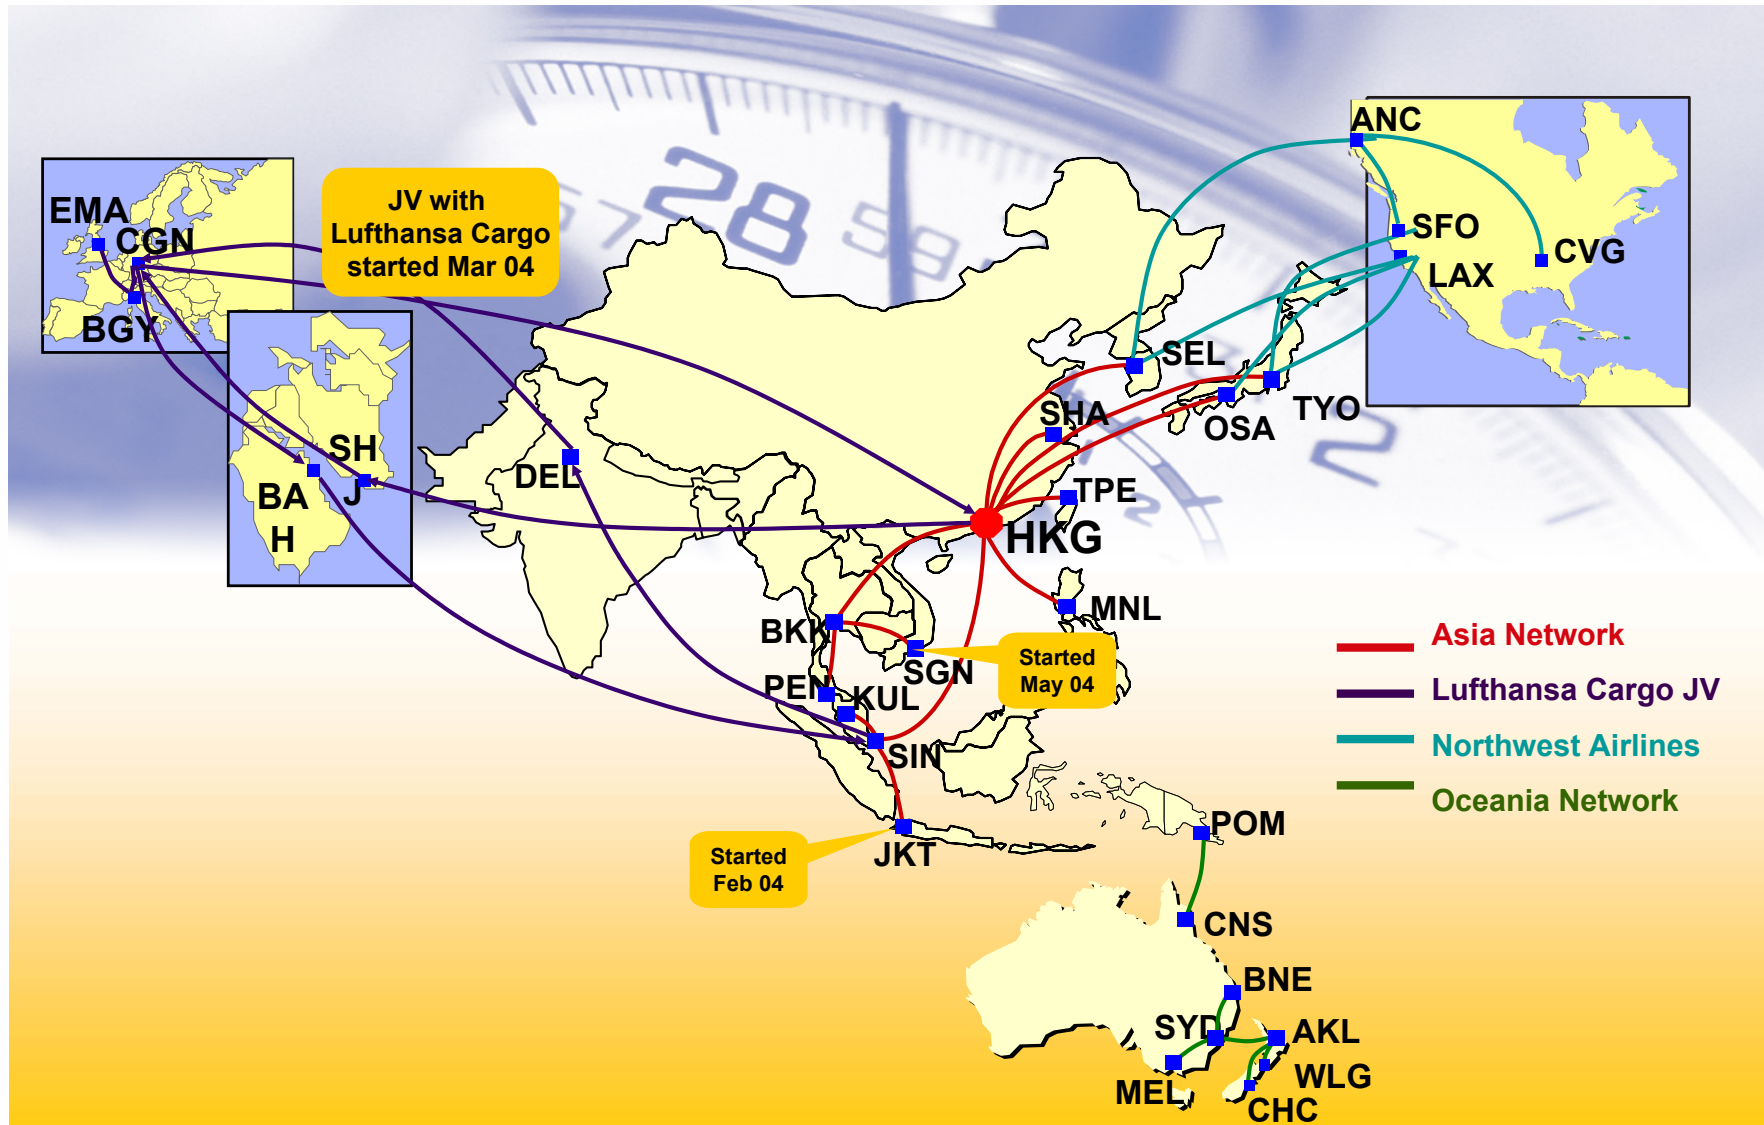 ANC
JV with
Lufthansa Cargo
started Mar 04
28
EMA
CGN
SFO
CVG
LAX
BGY
SEL
SHA
OSA
TYO
SH
J
DEL
TPE
BA
H
HKG
BKK
MNL
SGN
Started
May 04
PEN
KUL
SIN
Asia Network
Lufthansa Cargo JV
Northwest Airlines
Oceania Network
POM
JKT
Started
Feb 04
CNS
BNE
SYD
AKL
MEL
WLG
CHC